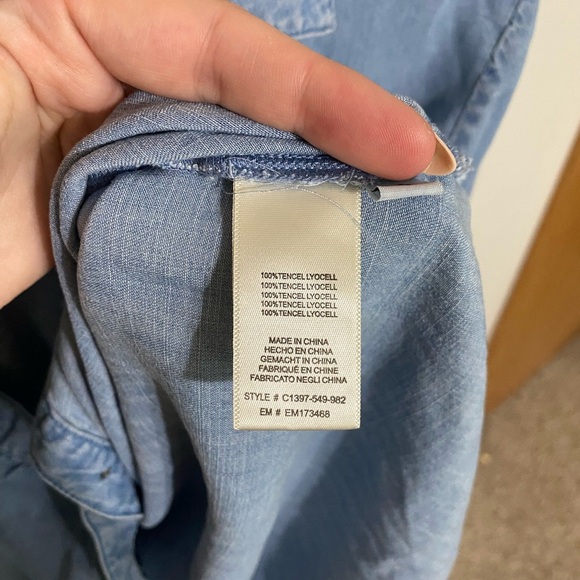 100%TENCEL LYOCELL
100%TENCEL LYOCELL
100%TENCEL LYOCELL
100%TENCEL LYOCELL
100%TENCEL LYOCELL
MADE IN CHINA
HECHO EN CHINA
GEMACHT IN CHINA
FABRIQUÉ EN CHINE
FABRICATO NEGLI CHINA
STYLE # C1397-549-982
EM # EM173468